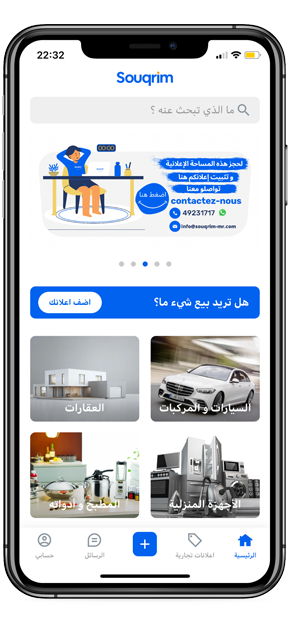 22:32
Souqrim
ما الذي تبحث عنه ؟
00:00
لحجز هذه المساحة الإعلانية
و تثبيت إعلانكم هنا
تواصلو معنا
اضغط هنا
contactez-nous
49231717
info@souqrim-mr.com
هل تريد بيع شيء ما؟
اضف اعلانك
السيارات و المركبات
العقارات
الأجهزة المنزلية
المطبخ و أدواته
الرئيسية
اعلانات تجارية
الرسائل
حسابي